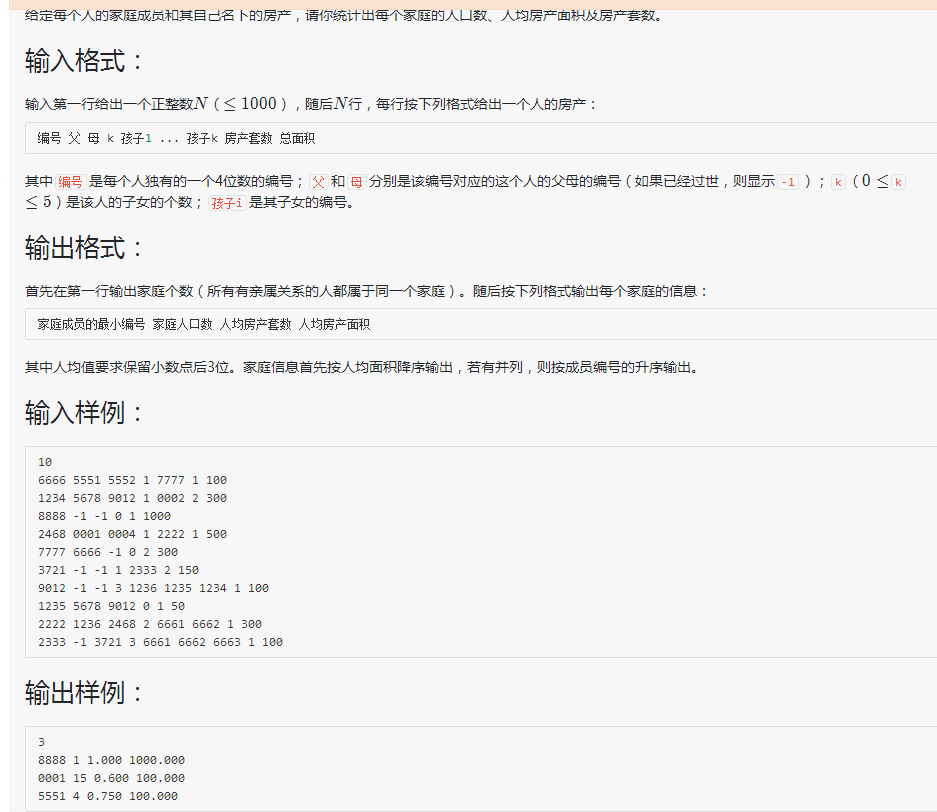 给定每个人的家庭成员和其自己名下的房产，请你统计出每个家庭的人口数、人均房产面积及房产套数。
输入格式：
输入第一行给出一个正整数N（≤1000），随后N行，每行按下列格式给出一个人的房产：
编号 父 母 k 孩子1 ... 孩子k 房产套数 总面积
其中 编号 是每个人独有的一个4位数的编号；父 和 母 分别是该编号对应的这个人的父母的编号（如果已经过世，则显示 -1 ）；k （0 ≤ k
≤ 5）是该人的子女的个数；孩子i 是其子女的编号。
输出格式：
首先在第一行输出家庭个数（所有有亲属关系的人都属于同一个家庭）。随后按下列格式输出每个家庭的信息：
家庭成员的最小编号 家庭人口数 人均房产套数 人均房产面积
其中人均值要求保留小数点后3位。家庭信息首先按人均面积降序输出，若有并列，则按成员编号的升序输出。
输入样例：
10
6666 5551 5552 1 7777 1 100
1234 5678 9012 1 0002 2 300
8888 -1 -1 0 1 1000
2468 0001 0004 1 2222 1 500
7777 6666 -1 0 2 300
3721 -1 -1 1 2333 2 150
9012 -1 -1 3 1236 1235 1234 1 100
1235 5678 9012 0 1 50
2222 1236 2468 2 6661 6662 1 300
2333 -1 3721 3 6661 6662 6663 1 100
输出样例：
3
8888 1 1.000 1000.000
0001 15 0.600 100.000
5551 4 0.750 100.000